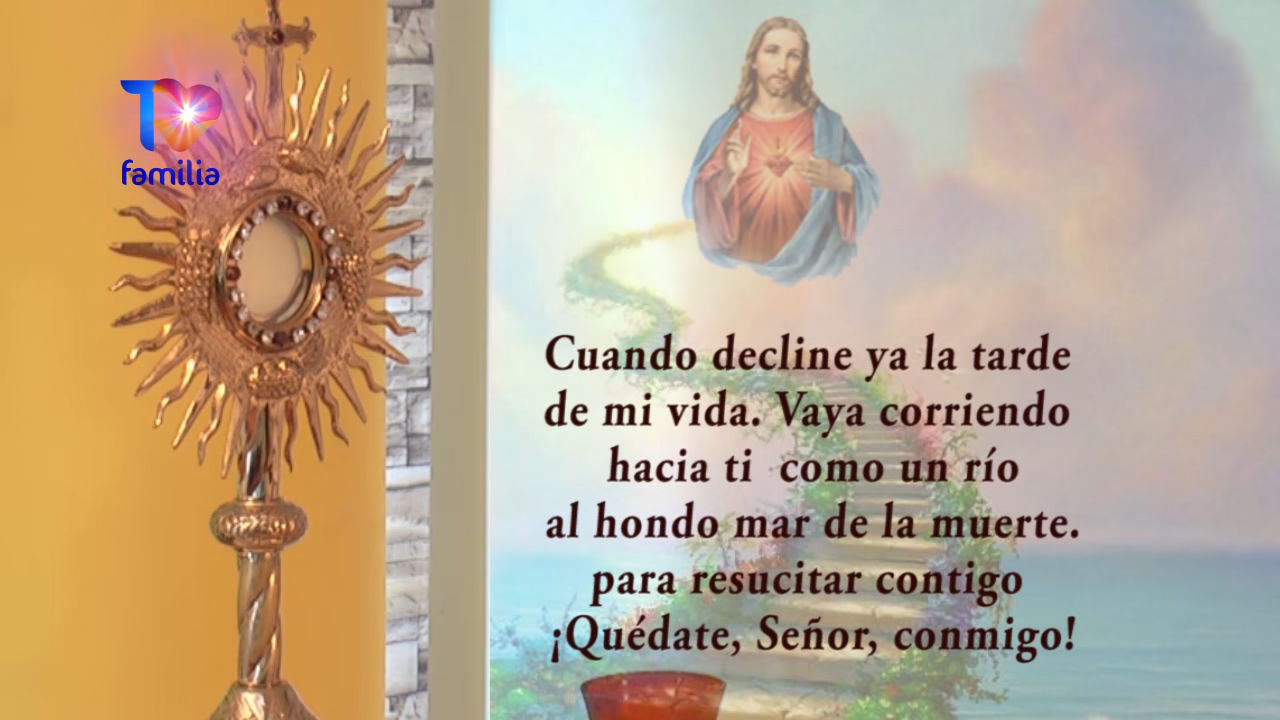 T
familia
Cuando decline ya la tarde
de mi vida. Vaya corriendo
hacia ti como un río
al hondo mar de la muerte.
para resucitar contigo
¡Quédate, Señor, conmigo!